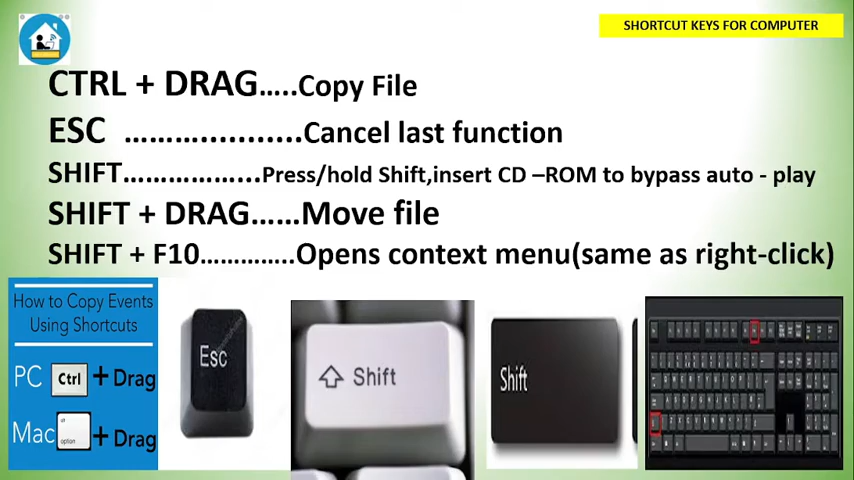 SHORTCUT KEYS FOR COMPUTER
CTRL + DRAG.....Copy File
ESC …………...........Cancel last function
SHIFT………………...Press/hold Shift,insert CD –ROM to bypass auto - play
SHIFT + DRAG……Move file
SHIFT + F10…………..Opens context menu(same as right-click)
How to Copy Events
Using Shortcuts
PC Ctrl + Drag
Mac option + Drag
Esc
Shift
Shift